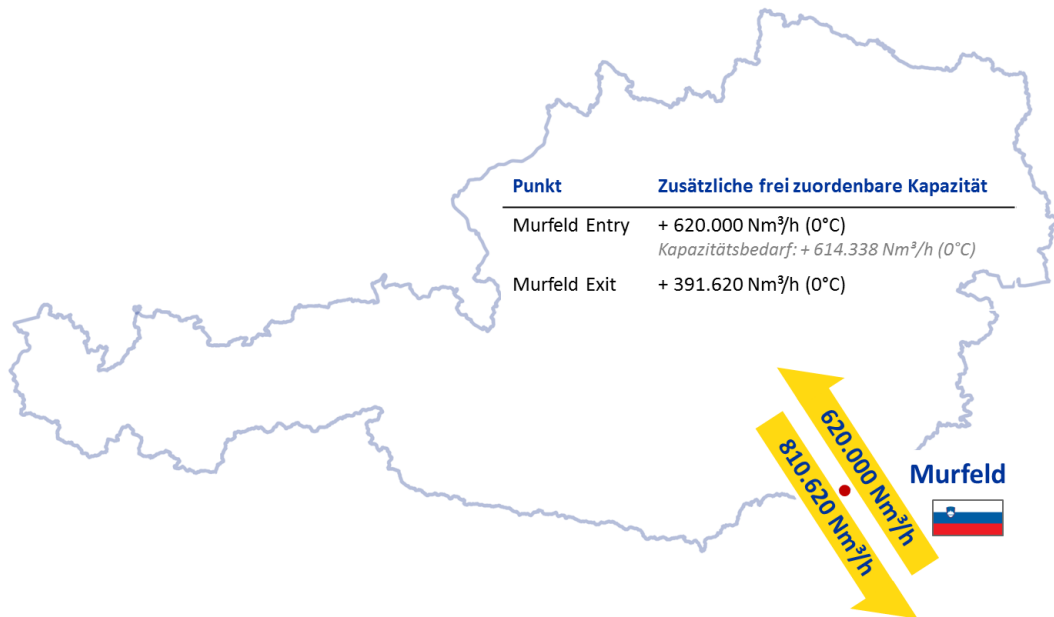 Punkt Zusätzliche frei zuordenbare Kapazität
Murfeld Entry + 620.000 Nm³/h (0°C)
Kapazitätsbedarf: + 614.338 Nm³/h (0°C)
Murfeld Exit + 391.620 Nm³/h (0°C)
620.000 Nm³/h
810.620 Nm³/h
Murfeld